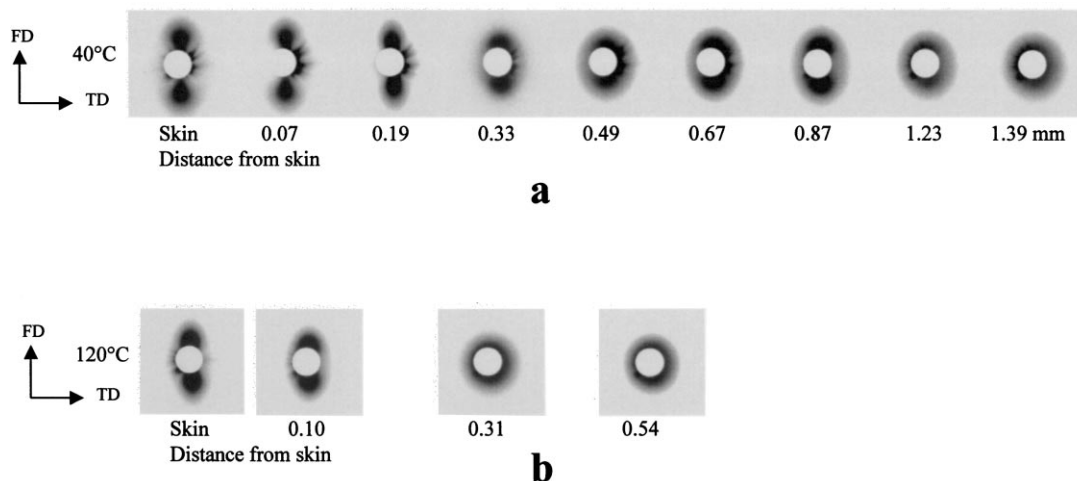 FD
40°C
TD
Skin 0.07 0.19 0.33 0.49 0.67 0.87 1.23 1.39 mm
Distance from skin
a
FD
120°C
TD
Skin 0.10 0.31 0.54
Distance from skin
b